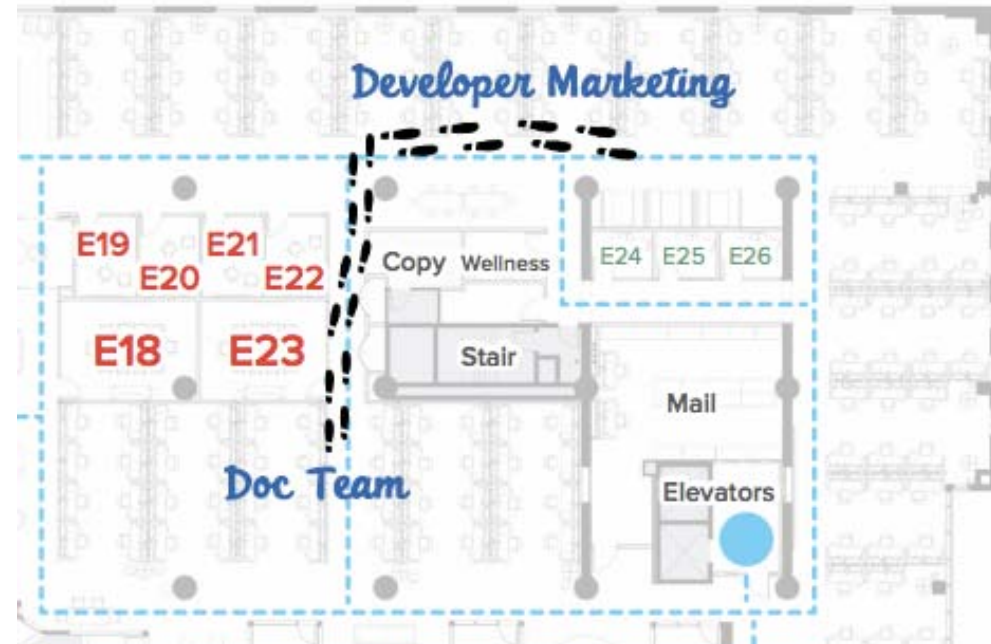 Developer Marketing
E19
E21
E20
E22
Copy
Wellness
E24
E25
E26
E18
E23
Stair
Mail
Doc Team
Elevators